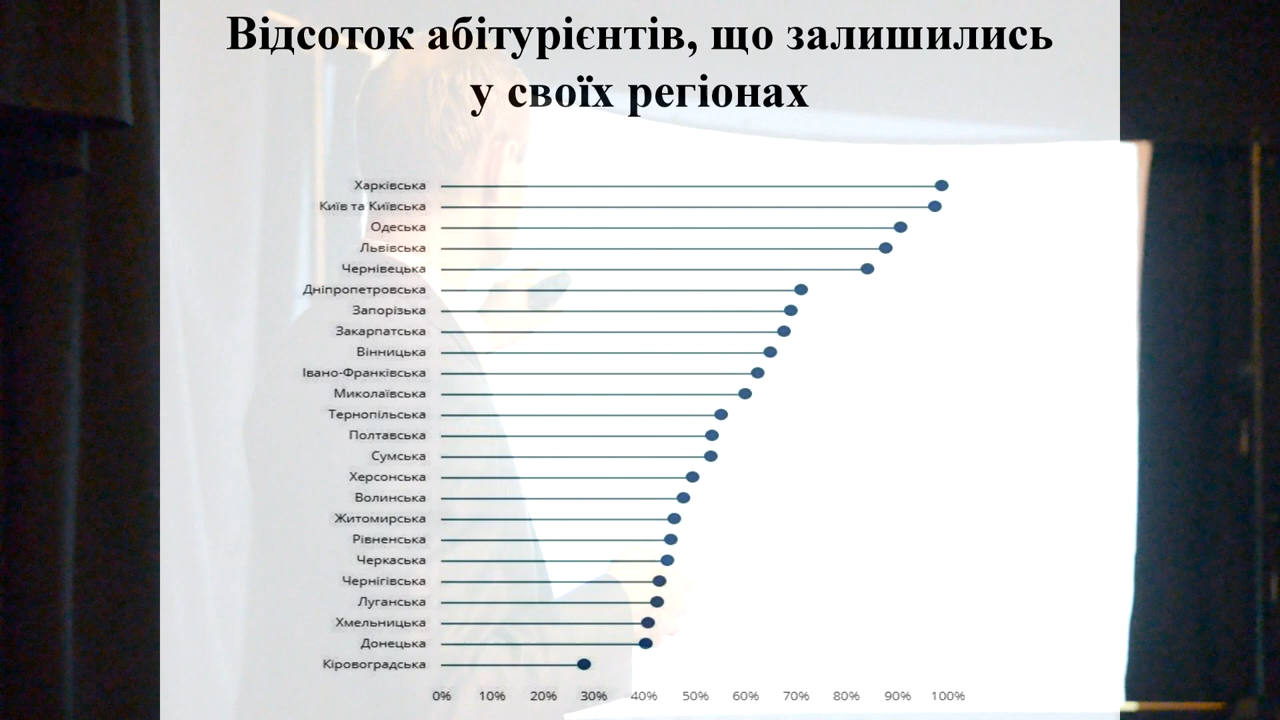 Відсоток абітурієнтів, що залишились
у своїх регіонах
Харківська
Київ та Київська
Одеська
Львівська
Чернівецька
Дніпропетровська
Запорізька
Закарпатська
Вінницька
Івано-Франківська
Миколаївська
Тернопільська
Полтавська
Сумська
Херсонська
Волинська
Житомирська
Рівненська
Черкаська
Чернігівська
Луганська
Хмельницька
Донецька
Кіровоградська
0% 10% 20% 30% 40% 50% 60% 70% 80% 90% 100%